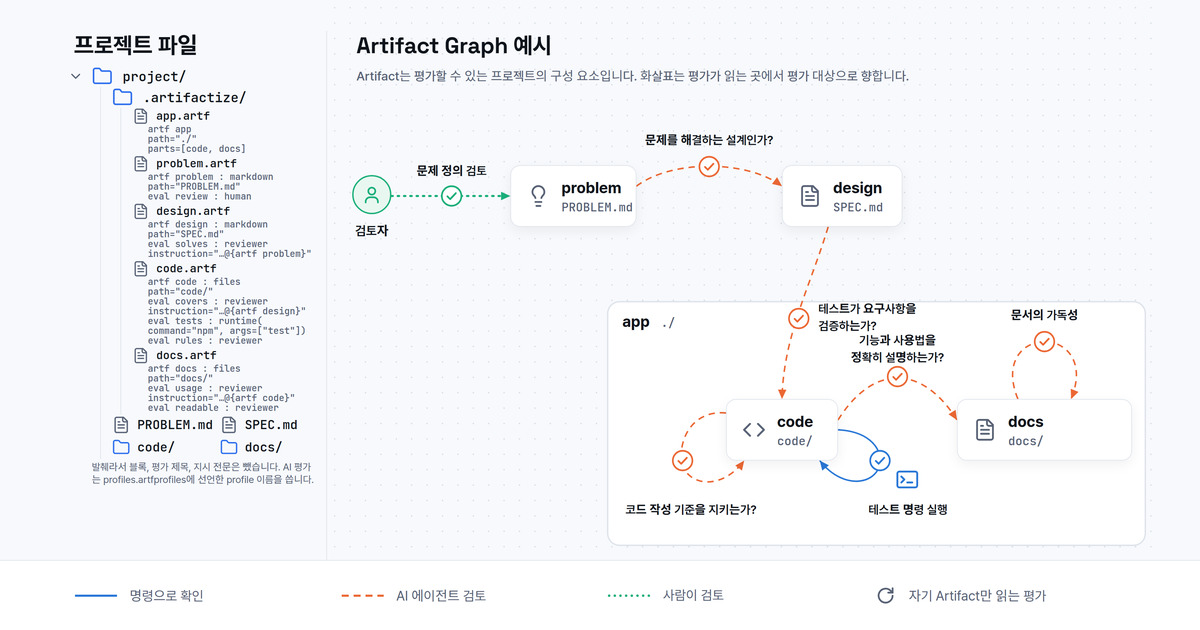 프로젝트 파일
project/
.artifactize/
app.artf
artf app
path="./"
parts=[code, docs]
problem.artf
artf problem : markdown
path="PROBLEM.md"
eval review : human
design.artf
artf design : markdown
path="SPEC.md"
eval solves : reviewer
instruction="…@{artf problem}"
code.artf
artf code : files
path="code/"
eval covers : reviewer
instruction="…@{artf design}"
eval tests : runtime(
command="npm", args=["test"])
eval rules : reviewer
docs.artf
artf docs : files
path="docs/"
eval usage : reviewer
instruction="…@{artf code}"
eval readable : reviewer
PROBLEM.md SPEC.md
code/ docs/
발췌라서 블록, 평가 제목, 지시 전문은 뺐습니다. AI 평가
는 profiles.artfprofiles에 선언한 profile 이름을 씁니다.
Artifact Graph 예시
Artifact는 평가할 수 있는 프로젝트의 구성 요소입니다. 화살표는 평가가 읽는 곳에서 평가 대상으로 향합니다.
문제를 해결하는 설계인가?
문제 정의 검토
검토자
problem
PROBLEM.md
design
SPEC.md
app ./
테스트가 요구사항을
검증하는가?
기능과 사용법을
정확히 설명하는가?
문서의 가독성
code
code/
docs
docs/
코드 작성 기준을 지키는가?
테스트 명령 실행
명령으로 확인
AI 에이전트 검토
사람이 검토
자기 Artifact만 읽는 평가